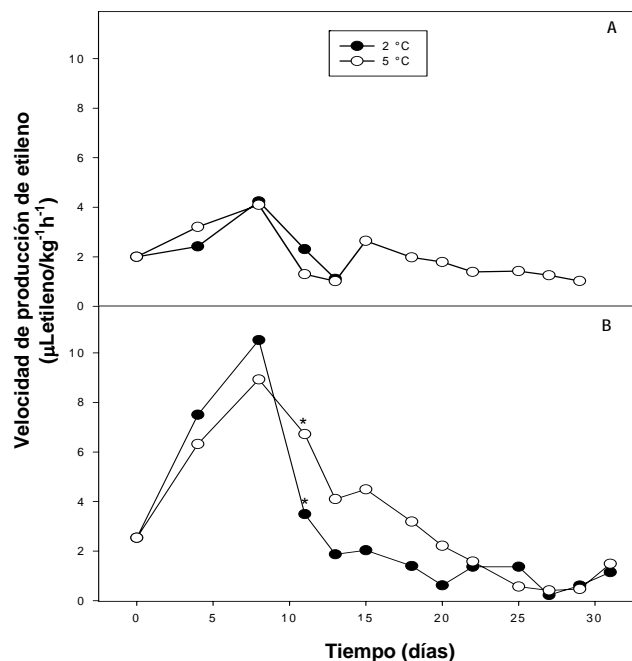 A
2 °C
5 °C
10
8
6
4
2
0
B
10
8
6
4
2
0
*
*
0 5 10 15 20 25 30
Tiempo (días)
Velocidad de producción de etileno
(µLetileno/kg⁻¹h⁻¹)